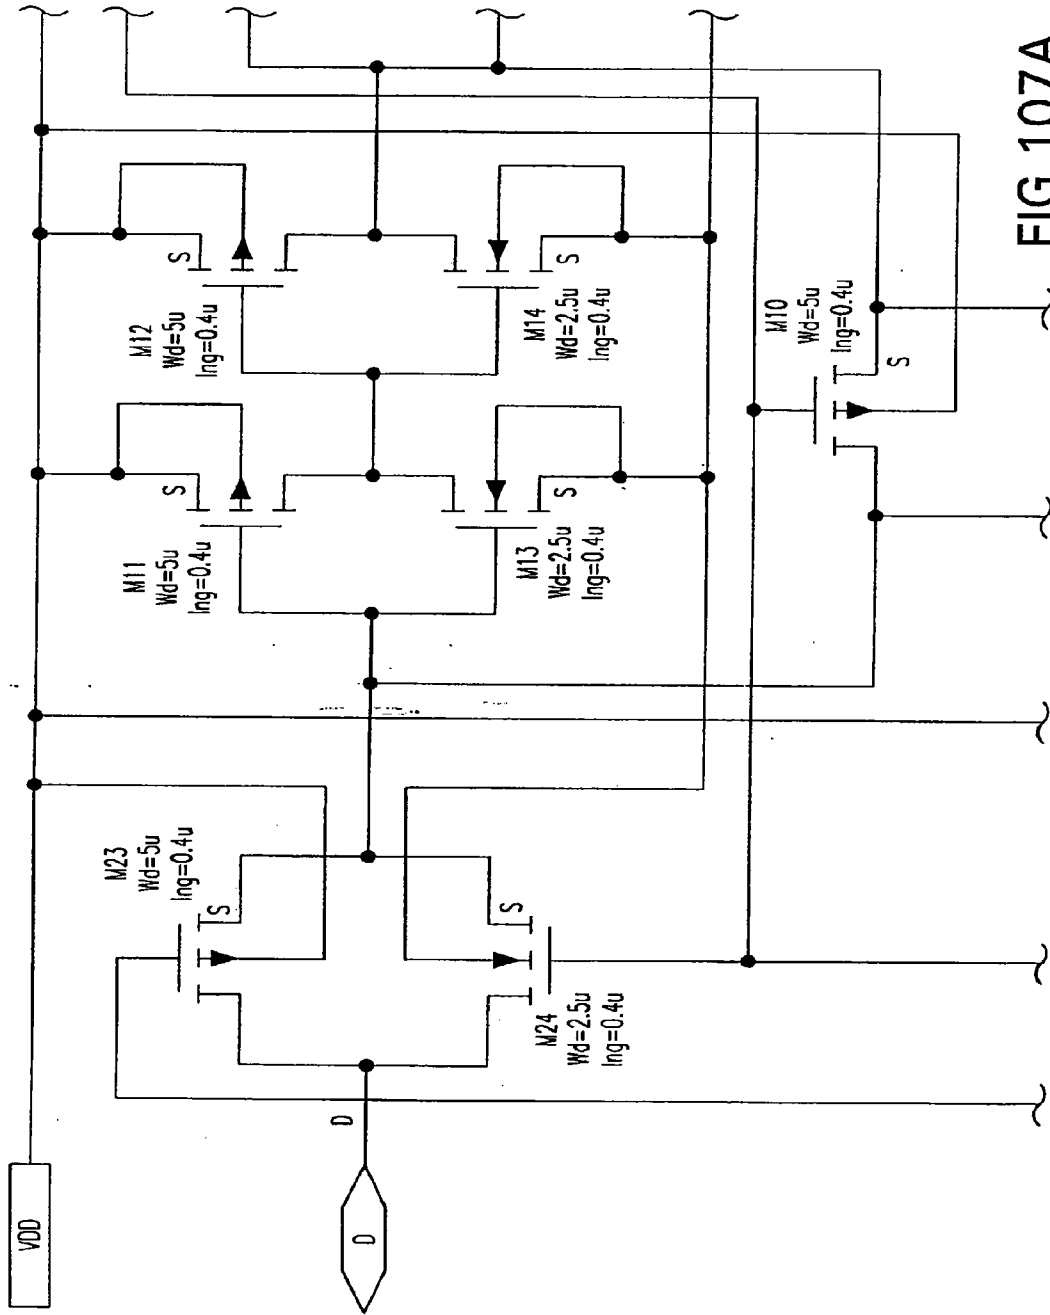 VDD
D
D
M23
Wd=5u
lng=0.4u
S
M24
Wd=2.5u
lng=0.4u
S
M11
Wd=5u
lng=0.4u
S
M13
Wd=2.5u
lng=0.4u
S
M12
Wd=5u
lng=0.4u
S
M14
Wd=2.5u
lng=0.4u
S
M10
Wd=5u
lng=0.4u
S
FIG 107A